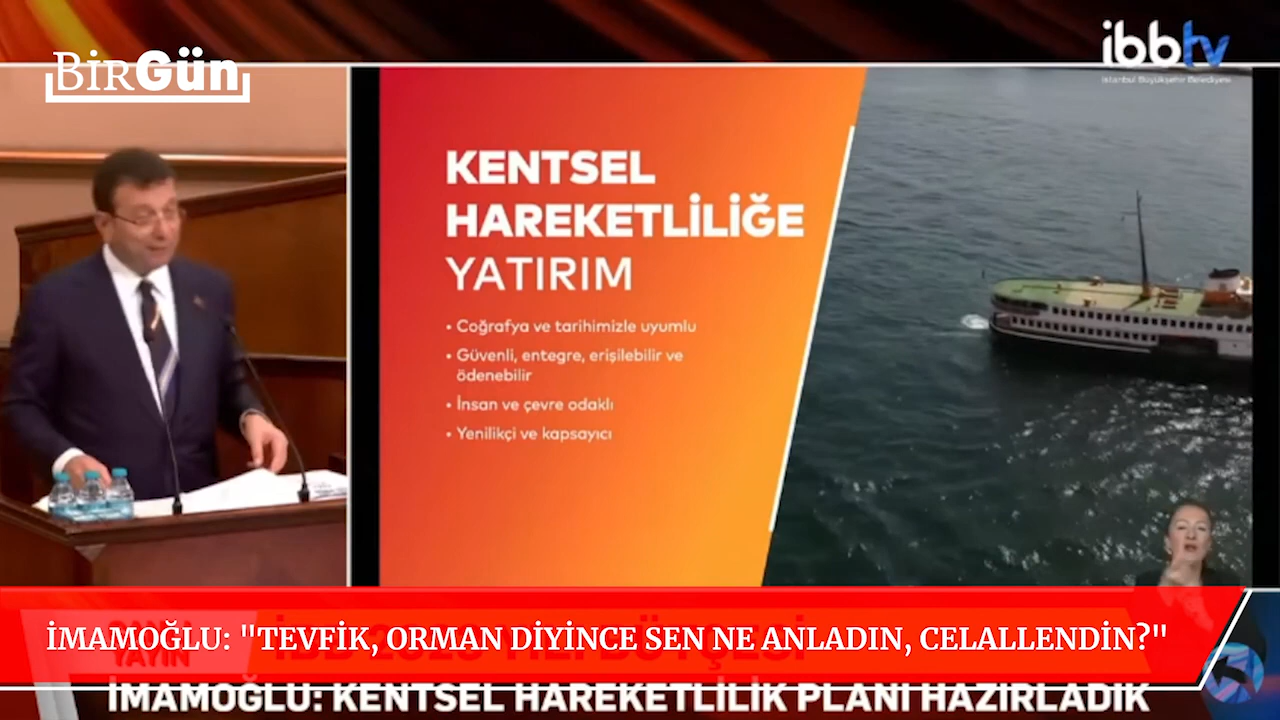 BirGün
ibbtv
İstanbul Büyükşehir Belediyesi
KENTSEL
HAREKETLİLİĞE
YATIRIM
• Coğrafya ve tarihimizle uyumlu
• Güvenli, entegre, erişilebilir ve
ödenebilir
• İnsan ve çevre odaklı
• Yenilikçi ve kapsayıcı
İMAMOĞLU: "TEVFİK, ORMAN DİYİNCE SEN NE ANLADIN, CELALLENDİN?"
YAYIN
İMAMOĞLU: KENTSEL HAREKETLİLİK PLANI HAZIRLADIK